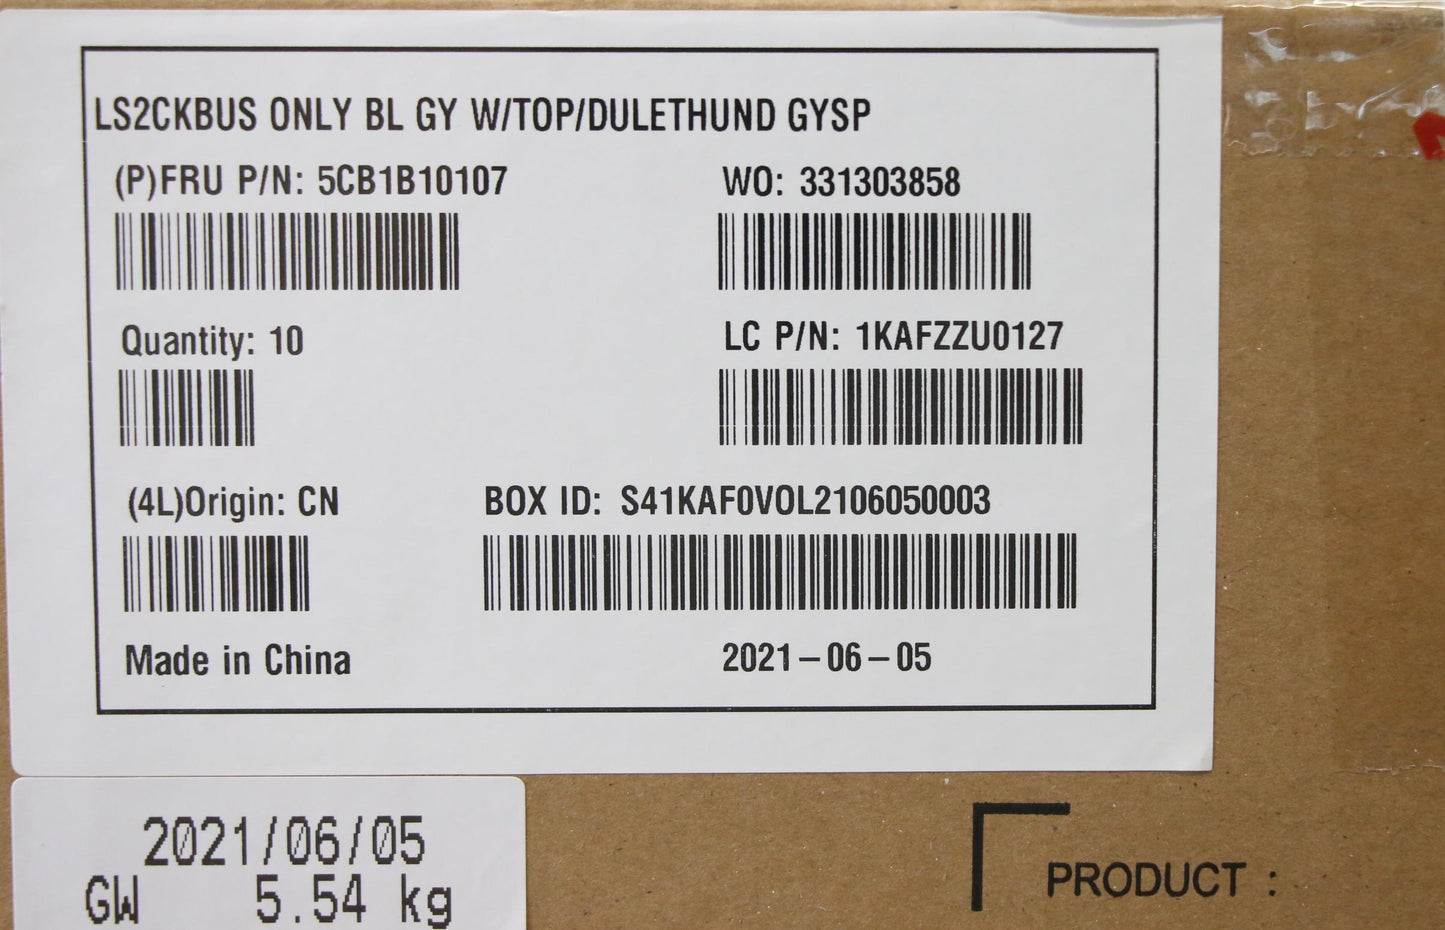 LS2CKBUS ONLY BL GY W/TOP/DULETHUND GYSP
(P)FRU P/N: 5CB1B10107
WO: 331303858
Quantity: 10
LC P/N: 1KAFZZU0127
(4L)Origin: CN
BOX ID: S41KAF0VOL2106050003
Made in China
2021-06-05
2021/06/05
GW 5.54 kg
PRODUCT :